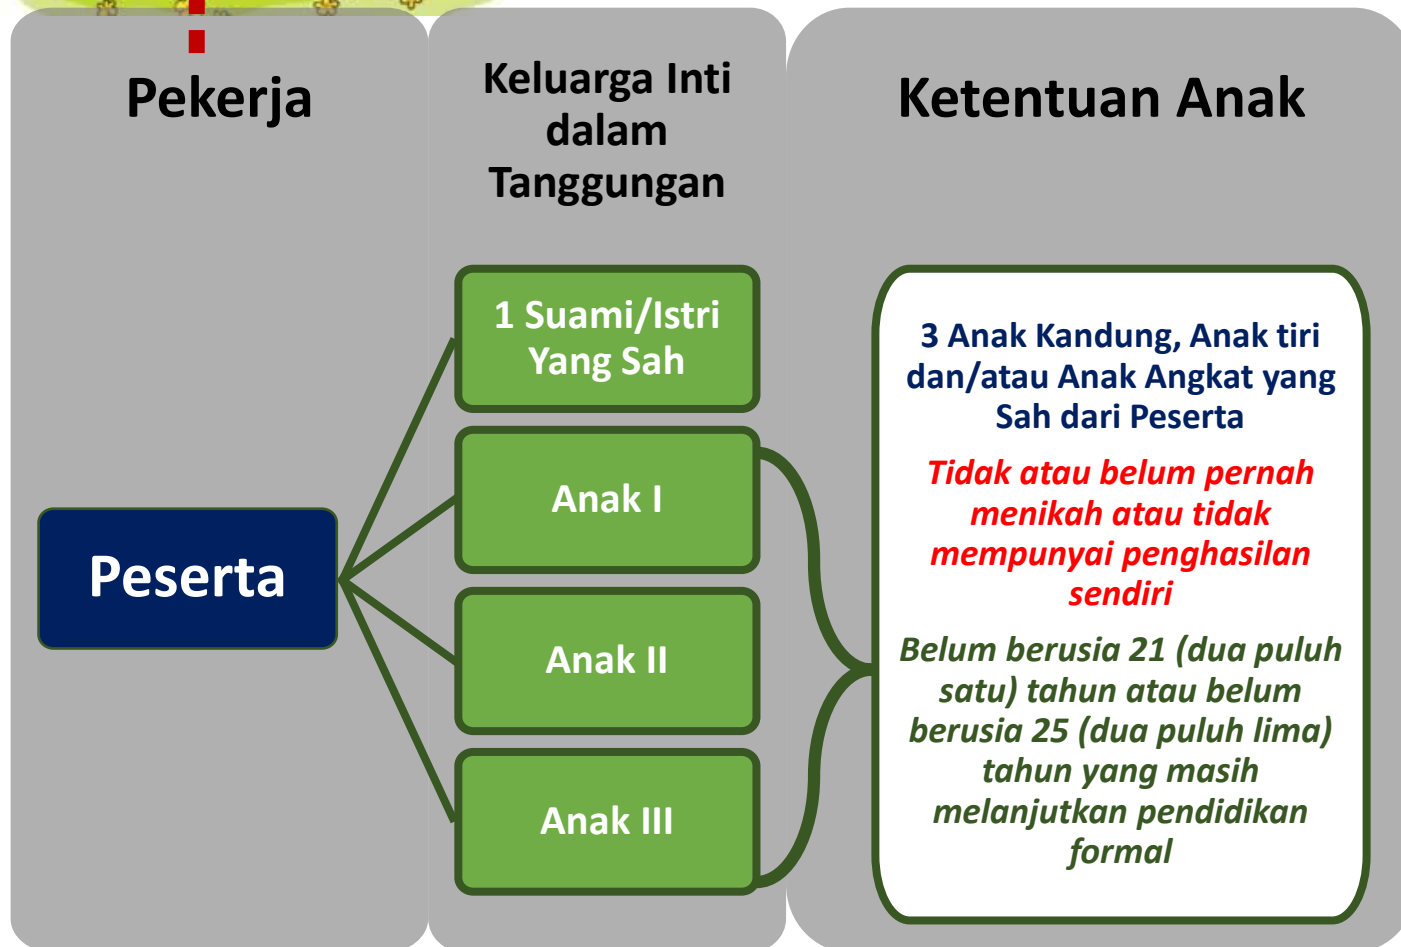 Pekerja
Keluarga Inti
dalam
Tanggungan
Ketentuan Anak
Peserta
1 Suami/Istri
Yang Sah
Anak I
Anak II
Anak III
3 Anak Kandung, Anak tiri
dan/atau Anak Angkat yang
Sah dari Peserta
Tidak atau belum pernah
menikah atau tidak
mempunyai penghasilan
sendiri
Belum berusia 21 (dua puluh
satu) tahun atau belum
berusia 25 (dua puluh lima)
tahun yang masih
melanjutkan pendidikan
formal